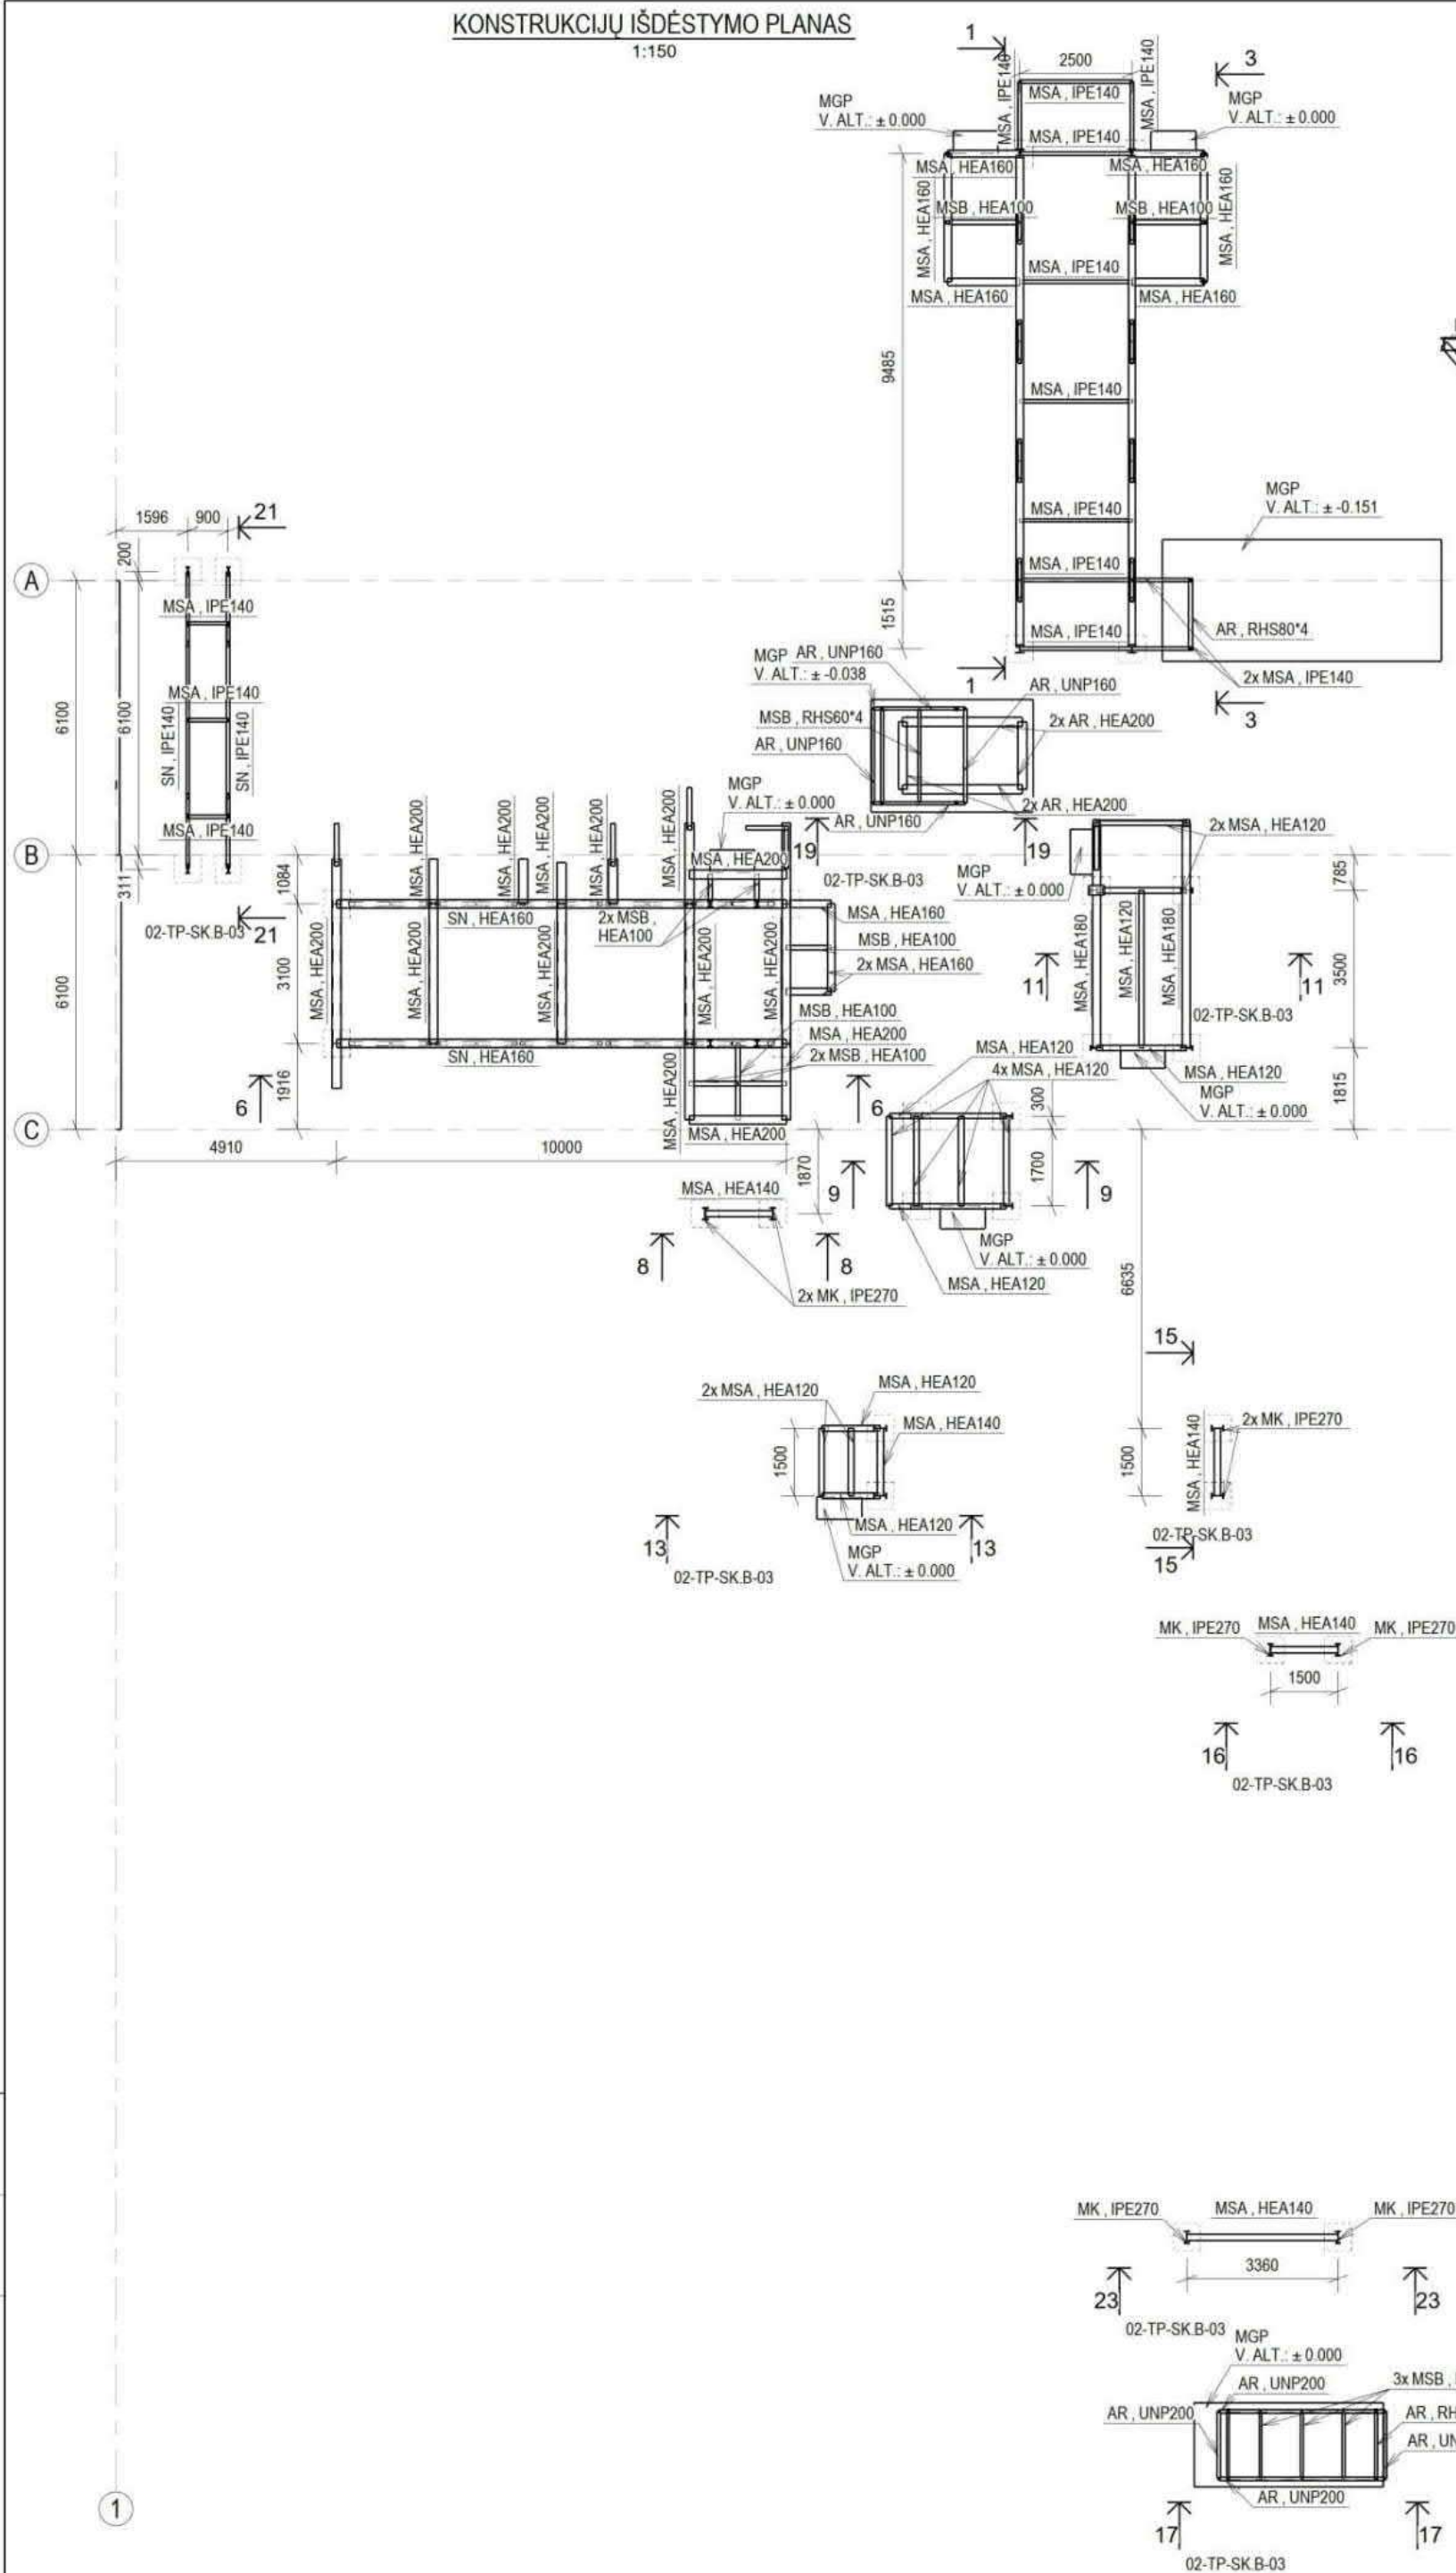 KONSTRUKCIJŲ IŠDĖSTYMO PLANAS
1:150
1
2500
3
MSA , IPE140
MSA , IPE140
MSA , IPE140
MSA , IPE140
MGP
V. ALT.: ± 0.000
MGP
V. ALT.: ± 0.000
MSA , HEA160
MSA , HEA160
MSA , HEA160
MSB , HEA100
MSB , HEA100
MSA , HEA160
MSA , IPE140
MSA , HEA160
MSA , HEA160
9485
MSA , IPE140
MGP
V. ALT.: ± -0.151
MSA , IPE140
MSA , IPE140
1515
MSA , IPE140
AR , RHS80*4
2x MSA , IPE140
1
3
1596
900
21
200
A
MSA , IPE140
MSA , IPE140
SN , IPE140
SN , IPE140
MSA , IPE140
6100
6100
B
311
02-TP-SK.B-03
21
MGP
V. ALT.: ± -0.038
AR , UNP160
AR , UNP160
MSB , RHS60*4
2x AR , HEA200
AR , UNP160
2x AR , HEA200
AR , UNP160
19
19
MGP
V. ALT.: ± 0.000
MSA , HEA200
MSA , HEA200
MSA , HEA200
MSA , HEA200
MSA , HEA200
MSA , HEA200
02-TP-SK.B-03
1084
SN , HEA160
2x MSB ,
HEA100
MSA , HEA160
MSB , HEA100
2x MSA , HEA160
MSA , HEA200
MSA , HEA200
MSA , HEA200
MSA , HEA200
MSA , HEA200
3100
6100
MSB , HEA100
MSA , HEA200
2x MSB , HEA100
SN , HEA160
1916
MSA , HEA200
MSA , HEA200
6
6
C
4910
10000
1870
2x MSA , HEA120
MGP
V. ALT.: ± 0.000
785
MSA , HEA180
MSA , HEA120
MSA , HEA180
11
11
3500
02-TP-SK.B-03
MSA , HEA120
MGP
V. ALT.: ± 0.000
1815
MSA , HEA120
4x MSA , HEA120
300
1700
9
9
MGP
V. ALT.: ± 0.000
MSA , HEA120
MSA , HEA140
8
8
2x MK , IPE270
6635
15
2x MSA , HEA120
MSA , HEA120
MSA , HEA140
1500
MSA , HEA120
MGP
V. ALT.: ± 0.000
13
13
02-TP-SK.B-03
1500
MSA , HEA140
2x MK , IPE270
02-TP-SK.B-03
15
MK , IPE270
MSA , HEA140
MK , IPE270
1500
16
16
02-TP-SK.B-03
MK , IPE270
MSA , HEA140
MK , IPE270
3360
23
23
02-TP-SK.B-03
MGP
V. ALT.: ± 0.000
AR , UNP200
3x MSB ,
AR , UNP200
AR , RH
AR , UN
AR , UNP200
1
17
17
02-TP-SK.B-03